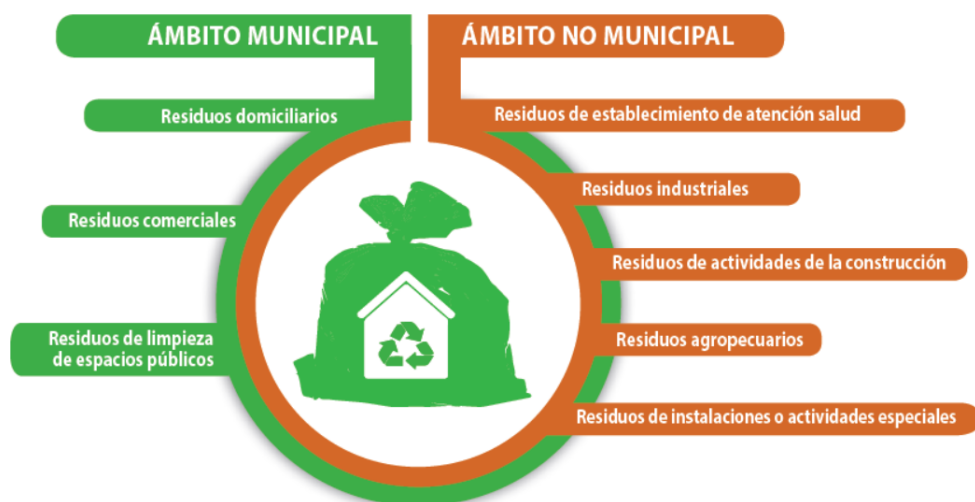 ÁMBITO MUNICIPAL
Residuos domiciliarios
Residuos comerciales
Residuos de limpieza
de espacios públicos
ÁMBITO NO MUNICIPAL
Residuos de establecimiento de atención salud
Residuos industriales
Residuos de actividades de la construcción
Residuos agropecuarios
Residuos de instalaciones o actividades especiales